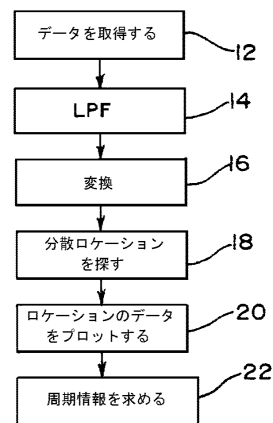 データを取得する
12
LPF
14
変換
16
分散ロケーション
を探す
18
ロケーションのデータ
をプロットする
20
周期情報を求める
22